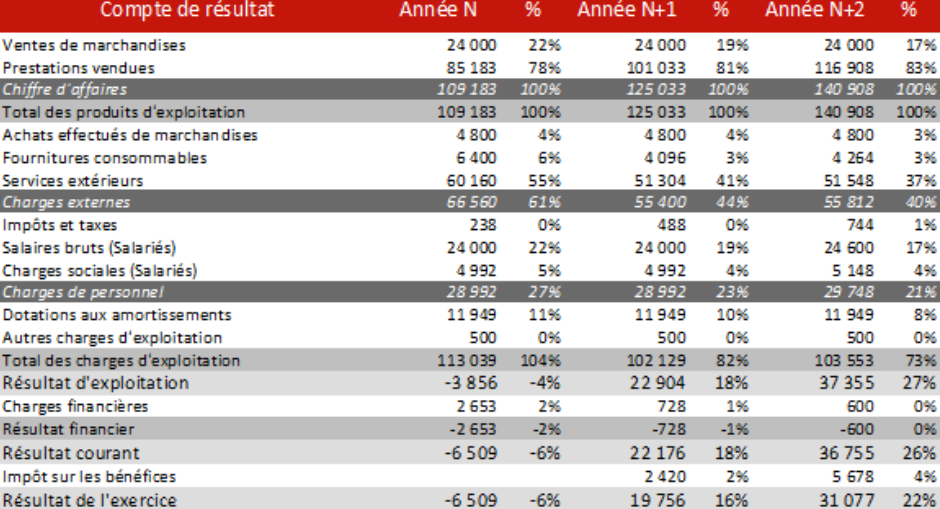 Compte de résultat Année N % Année N+1 % Année N+2 %
Ventes de marchandises 24 000 22% 24 000 19% 24 000 17%
Prestations vendues 85 183 78% 101 033 81% 116 908 83%
Chiffre d'affaires 109 183 100% 125 033 100% 140 908 100%
Total des produits d'exploitation 109 183 100% 125 033 100% 140 908 100%
Achats effectués de marchandises 4 800 4% 4 800 4% 4 800 3%
Fournitures consommables 6 400 6% 4 096 3% 4 264 3%
Services extérieurs 60 160 55% 51 304 41% 51 548 37%
Charges externes 66 560 61% 55 400 44% 55 812 40%
Impôts et taxes 238 0% 488 0% 744 1%
Salaires bruts (Salariés) 24 000 22% 24 000 19% 24 600 17%
Charges sociales (Salariés) 4 992 5% 4 992 4% 5 148 4%
Charges de personnel 28 992 27% 28 992 23% 29 748 21%
Dotations aux amortissements 11 949 11% 11 949 10% 11 949 8%
Autres charges d'exploitation 500 0% 500 0% 500 0%
Total des charges d'exploitation 113 039 104% 102 129 82% 103 553 73%
Résultat d'exploitation -3 856 -4% 22 904 18% 37 355 27%
Charges financières 2 653 2% 728 1% 600 0%
Résultat financier -2 653 -2% -728 -1% -600 0%
Résultat courant -6 509 -6% 22 176 18% 36 755 26%
Impôt sur les bénéfices 2 420 2% 5 678 4%
Résultat de l'exercice -6 509 -6% 19 756 16% 31 077 22%